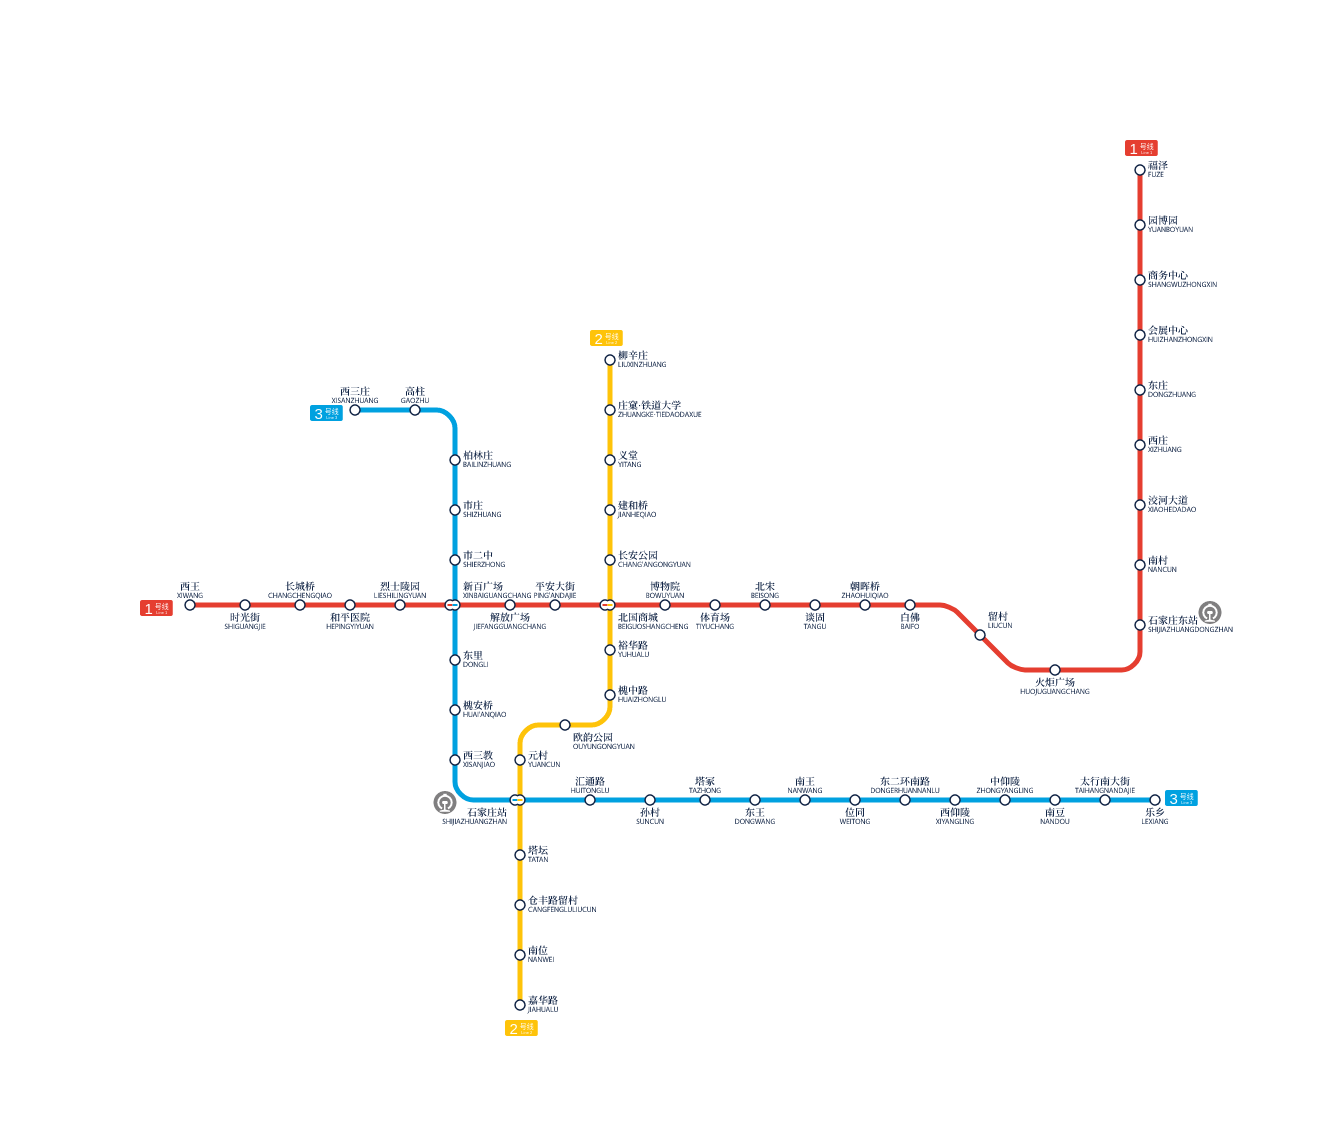 1 号线
Line 1
福泽
FUZE
园博园
YUANBOYUAN
商务中心
SHANGWUZHONGXIN
会展中心
HUIZHANZHONGXIN
东庄
DONGZHUANG
西庄
XIZHUANG
洨河大道
XIAOHEDADAO
南村
NANCUN
石家庄东站
SHIJIAZHUANGDONGZHAN
2 号线
Line 2
柳辛庄
LIUXINZHUANG
庄窠·铁道大学
ZHUANGKE·TIEDAODAXUE
义堂
YITANG
建和桥
JIANHEQIAO
长安公园
CHANG'ANGONGYUAN
3 号线
Line 3
西三庄
XISANZHUANG
高柱
GAOZHU
柏林庄
BAILINZHUANG
市庄
SHIZHUANG
市二中
SHIERZHONG
1 号线
Line 1
西王
XIWANG
时光街
SHIGUANGJIE
长城桥
CHANGCHENGQIAO
和平医院
HEPINGYIYUAN
烈士陵园
LIESHILINGYUAN
新百广场
XINBAIGUANGCHANG
解放广场
JIEFANGGUANGCHANG
平安大街
PING'ANDAJIE
北国商城
BEIGUOSHANGCHENG
博物院
BOWUYUAN
体育场
TIYUCHANG
北宋
BEISONG
谈固
TANGU
朝晖桥
ZHAOHUIQIAO
白佛
BAIFO
留村
LIUCUN
火炬广场
HUOJUGUANGCHANG
东里
DONGLI
槐安桥
HUAI'ANQIAO
西三教
XISANJIAO
裕华路
YUHUALU
槐中路
HUAIZHONGLU
欧韵公园
OUYUNGONGYUAN
元村
YUANCUN
石家庄站
SHIJIAZHUANGZHAN
汇通路
HUITONGLU
孙村
SUNCUN
塔冢
TAZHONG
东王
DONGWANG
南王
NANWANG
位同
WEITONG
东二环南路
DONGERHUANNANLU
西仰陵
XIYANGLING
中仰陵
ZHONGYANGLING
南豆
NANDOU
太行南大街
TAIHANGNANDAJIE
乐乡
LEXIANG
3 号线
Line 3
塔坛
TATAN
仓丰路留村
CANGFENGLULIUCUN
南位
NANWEI
嘉华路
JIAHUALU
2 号线
Line 2